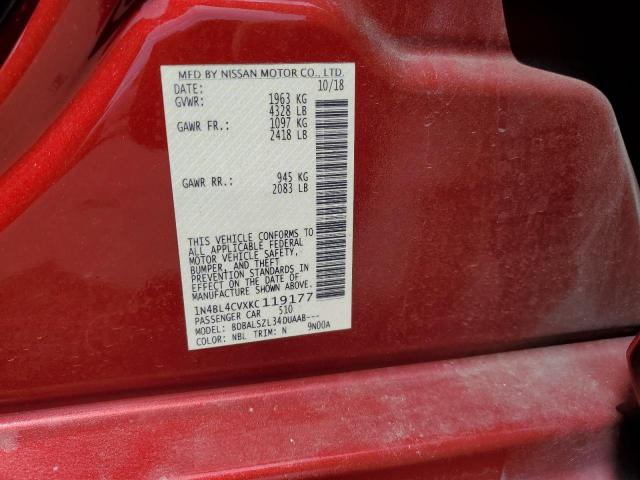 MFD BY NISSAN MOTOR CO., LTD.
DATE: 10/18
GVWR: 1963 KG
4328 LB
GAWR FR.: 1097 KG
2418 LB
GAWR RR.: 945 KG
2083 LB
THIS VEHICLE CONFORMS TO
ALL APPLICABLE FEDERAL
MOTOR VEHICLE SAFETY,
BUMPER, AND THEFT
PREVENTION STANDARDS IN
EFFECT ON THE DATE OF
MANUFACTURE SHOWN ABOVE.
1N4BL4CVXKC119177
PASSENGER CAR 510
MODEL: BDBALSZL34DUAAB---
COLOR: NBL TRIM: N 9N00A